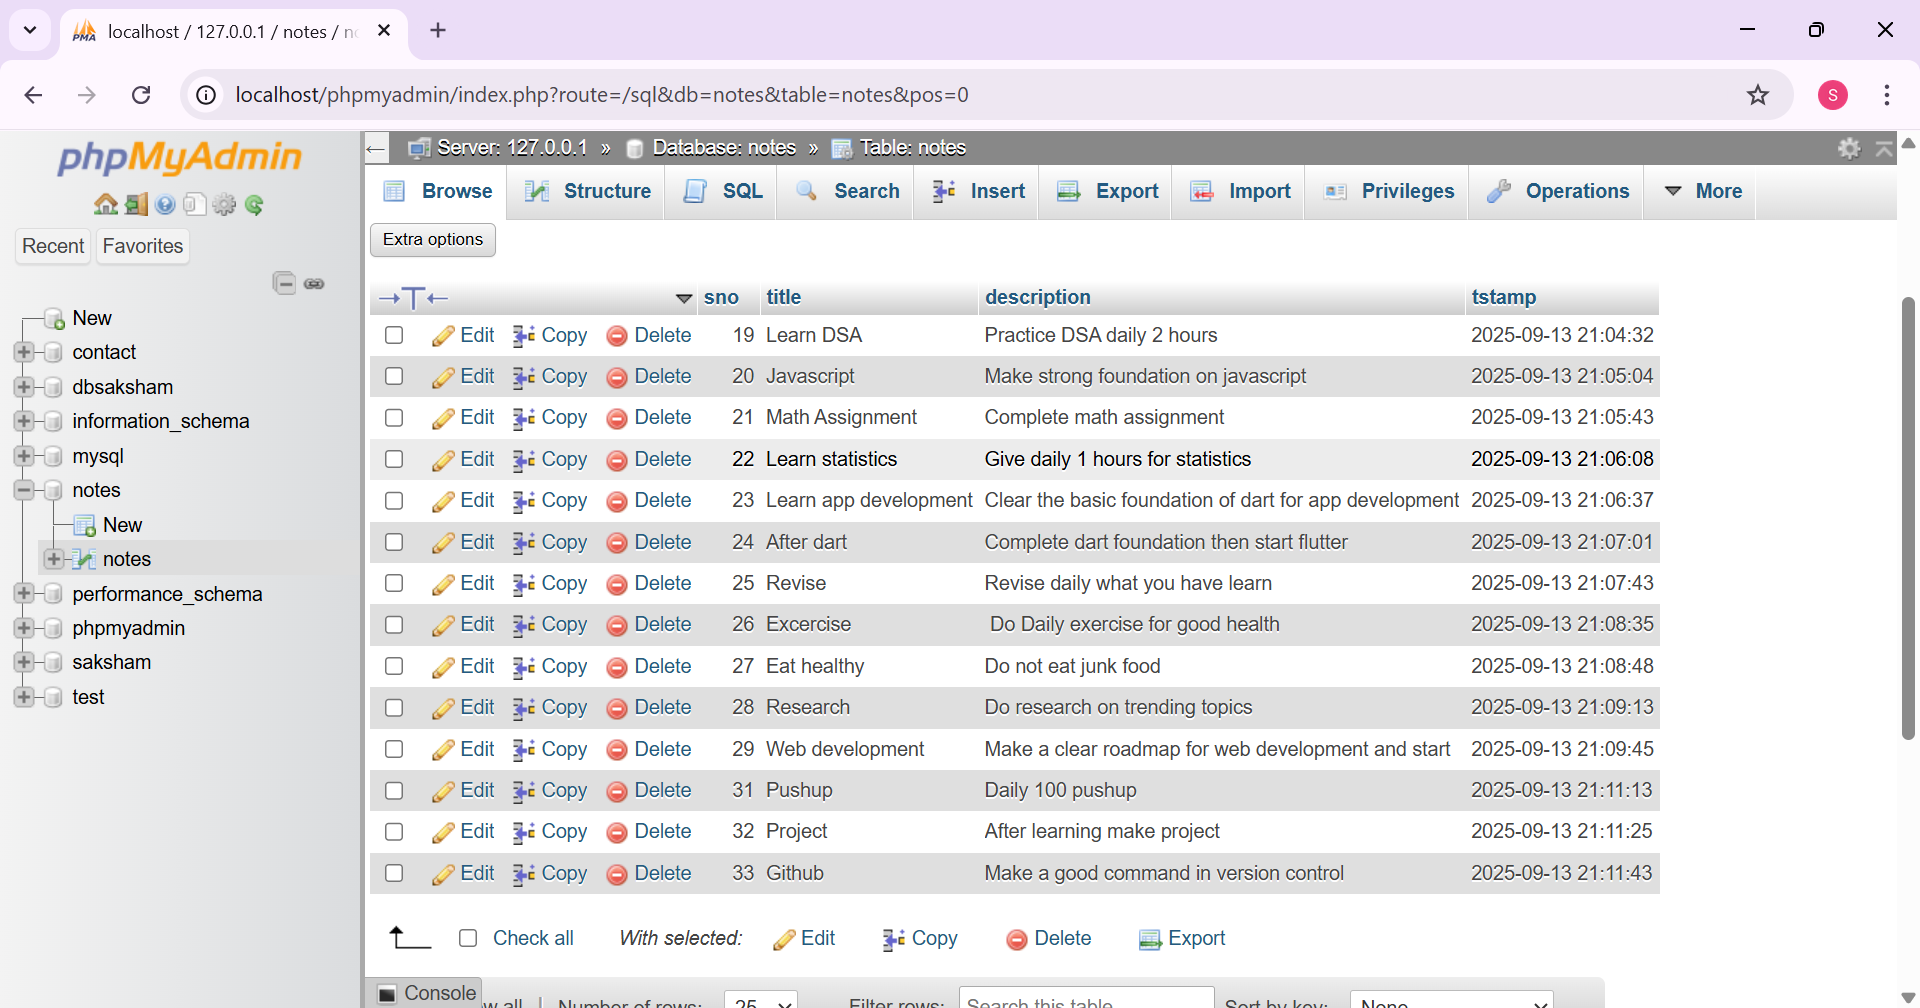 localhost / 127.0.0.1 / notes / n
localhost/phpmyadmin/index.php?route=/sql&db=notes&table=notes&pos=0
S
phpMyAdmin
Recent Favorites
New
contact
dbsaksham
information_schema
mysql
notes
New
notes
performance_schema
phpmyadmin
saksham
test
Server: 127.0.0.1 » Database: notes » Table: notes
Browse Structure SQL Search Insert Export Import Privileges Operations More
Extra options
sno title description tstamp
Edit Copy Delete 19 Learn DSA Practice DSA daily 2 hours 2025-09-13 21:04:32
Edit Copy Delete 20 Javascript Make strong foundation on javascript 2025-09-13 21:05:04
Edit Copy Delete 21 Math Assignment Complete math assignment 2025-09-13 21:05:43
Edit Copy Delete 22 Learn statistics Give daily 1 hours for statistics 2025-09-13 21:06:08
Edit Copy Delete 23 Learn app development Clear the basic foundation of dart for app development 2025-09-13 21:06:37
Edit Copy Delete 24 After dart Complete dart foundation then start flutter 2025-09-13 21:07:01
Edit Copy Delete 25 Revise Revise daily what you have learn 2025-09-13 21:07:43
Edit Copy Delete 26 Excercise Do Daily exercise for good health 2025-09-13 21:08:35
Edit Copy Delete 27 Eat healthy Do not eat junk food 2025-09-13 21:08:48
Edit Copy Delete 28 Research Do research on trending topics 2025-09-13 21:09:13
Edit Copy Delete 29 Web development Make a clear roadmap for web development and start 2025-09-13 21:09:45
Edit Copy Delete 31 Pushup Daily 100 pushup 2025-09-13 21:11:13
Edit Copy Delete 32 Project After learning make project 2025-09-13 21:11:25
Edit Copy Delete 33 Github Make a good command in version control 2025-09-13 21:11:43
Check all With selected: Edit Copy Delete Export
Console w all Number of rows: 25 Filter rows: Search this table Sort by key: None